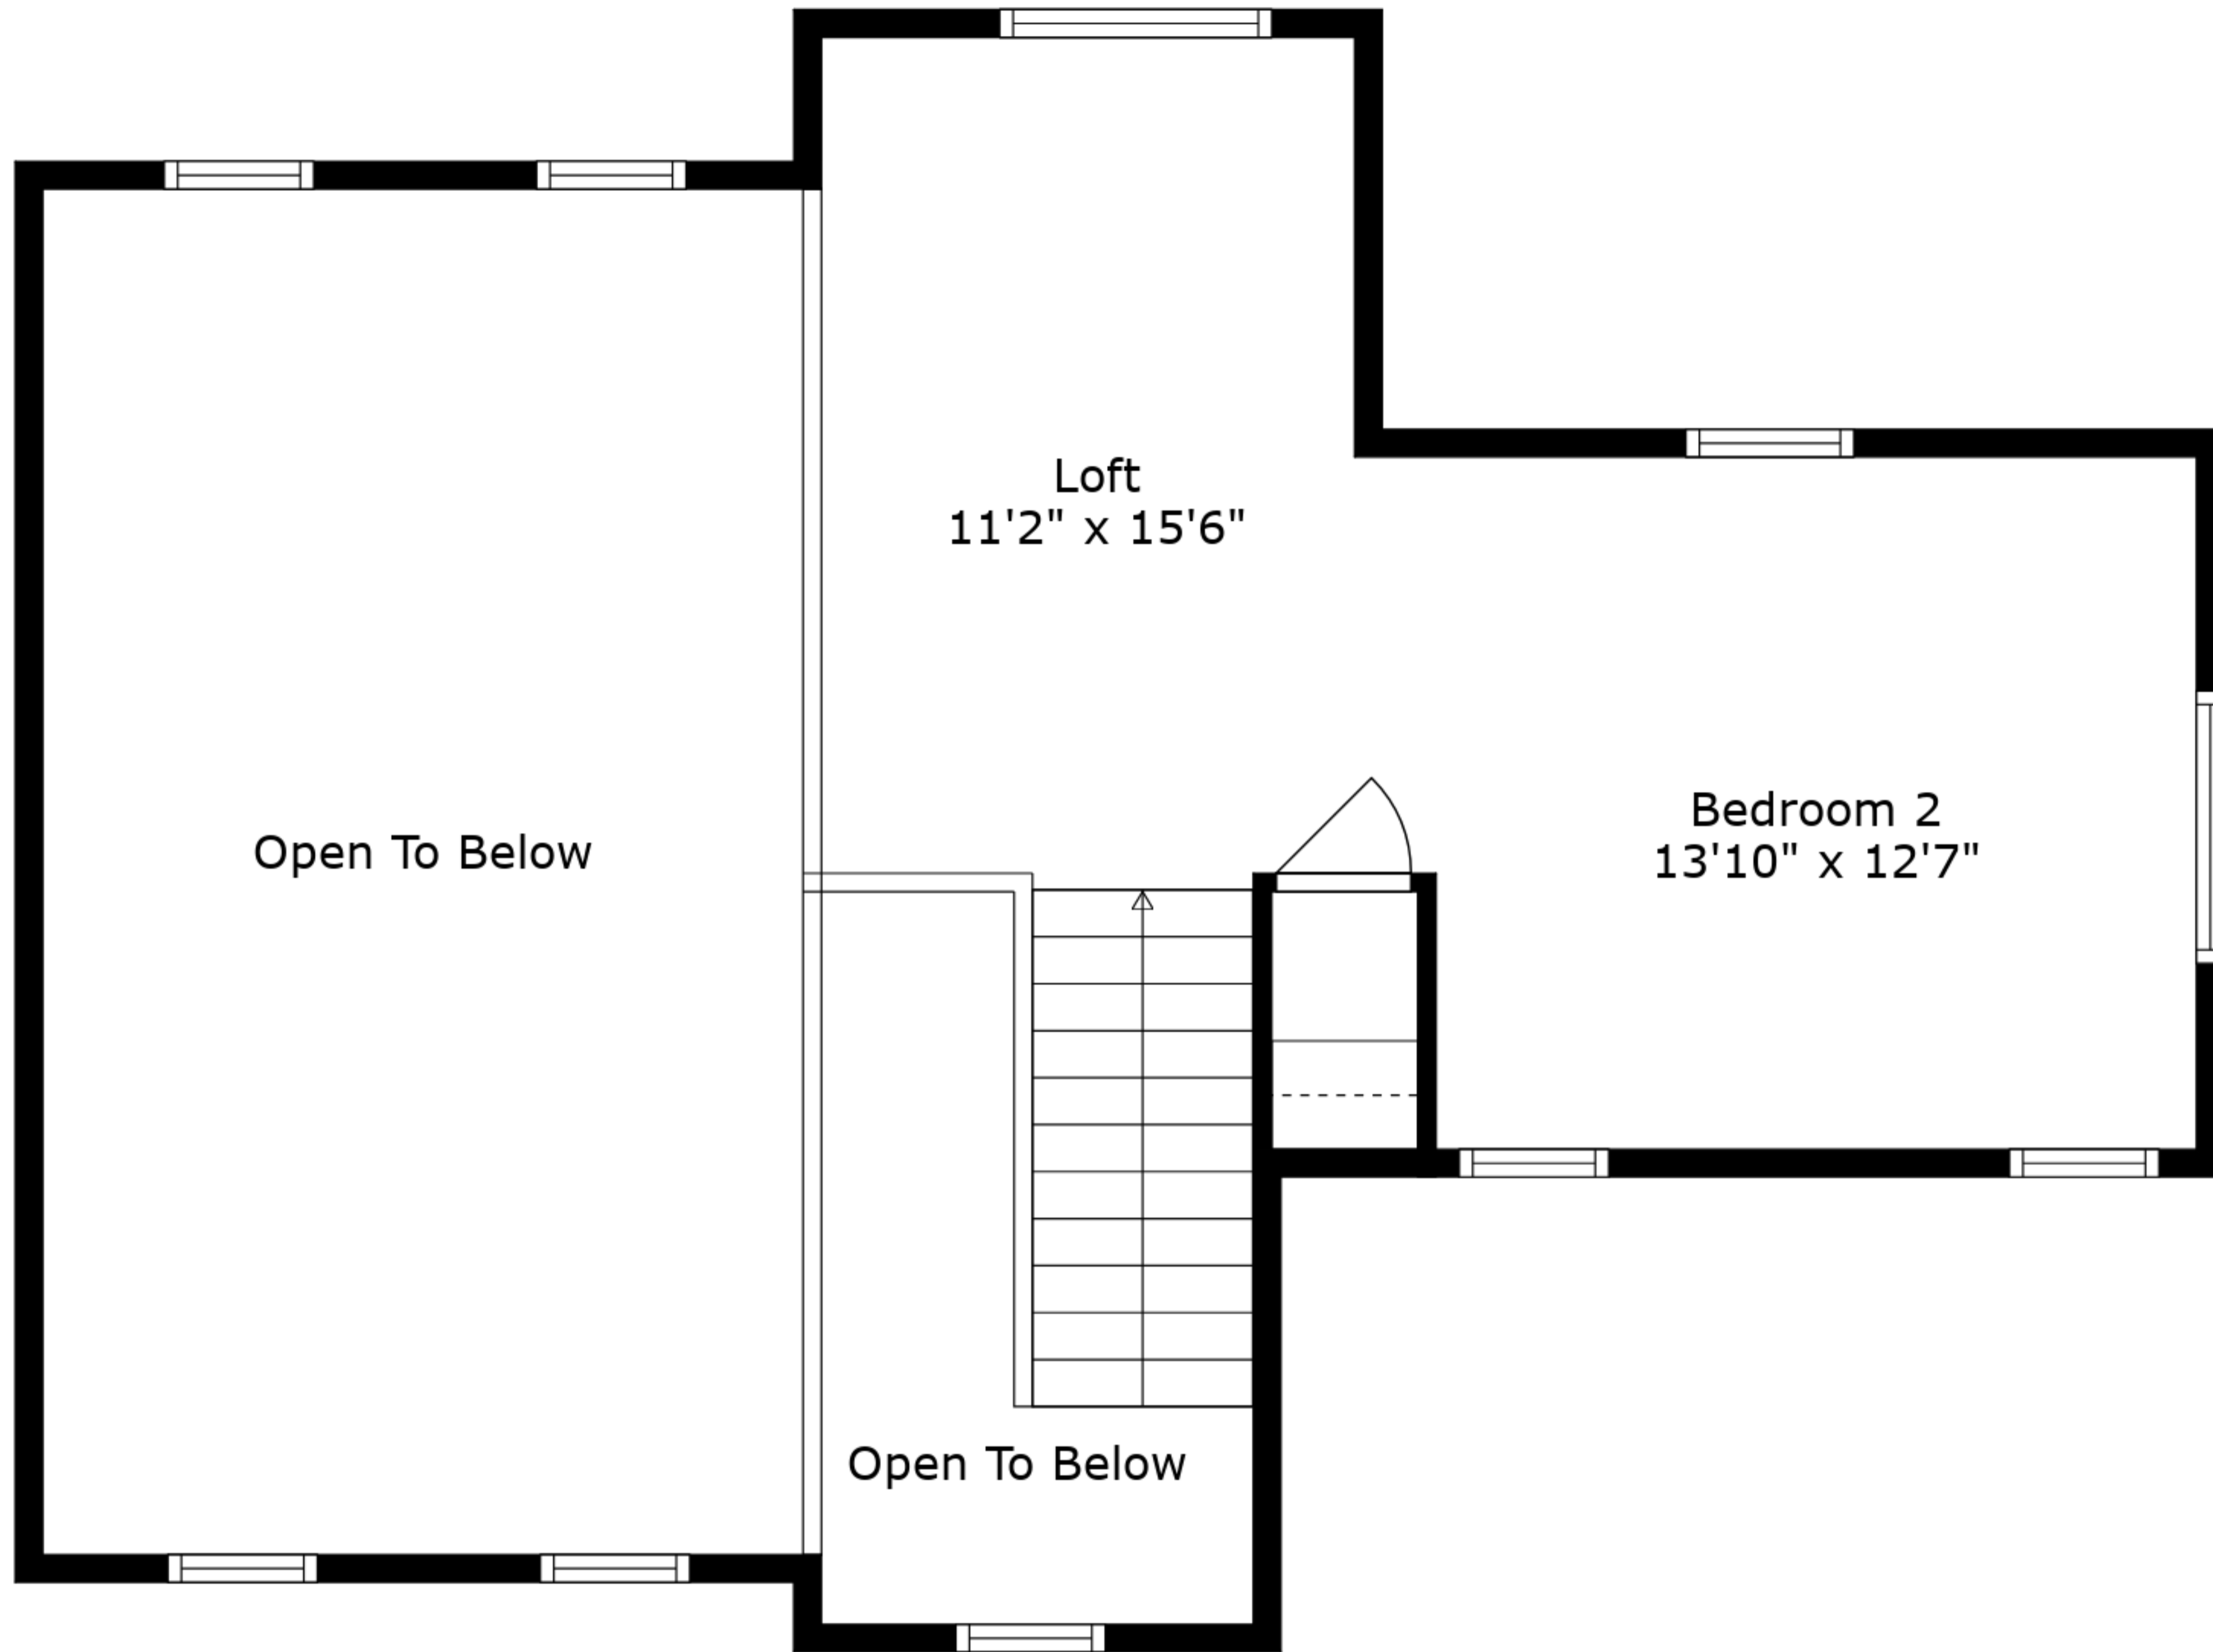 Loft
11'2" x 15'6"
Bedroom 2
13'10" x 12'7"
Open To Below
Open To Below